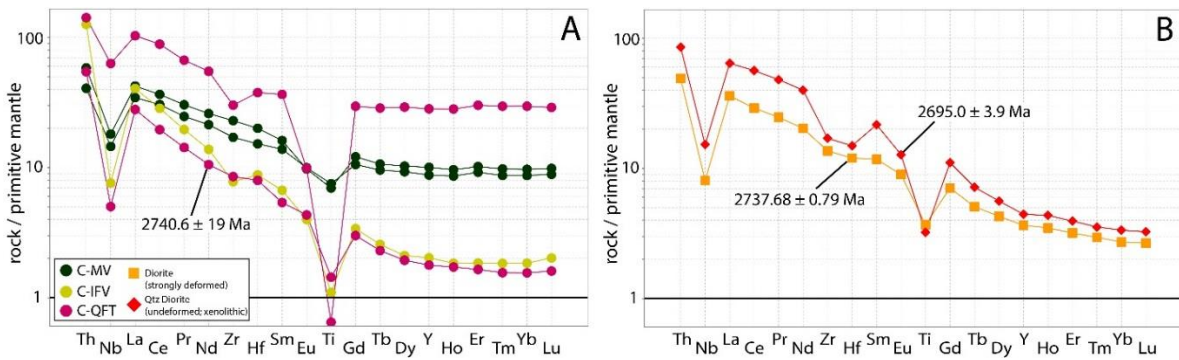 A
rock / primitive mantle
100
10
1
2740.6 ± 19 Ma
C-MV
C-IFV
C-QFT
Diorite
(strongly deformed)
Qtz Diorite
(undeformed; xenolithic)
Th Nb La Ce Pr Nd Zr Hf Sm Eu Ti Gd Tb Dy Y Ho Er Tm Yb Lu
B
rock / primitive mantle
100
10
1
2695.0 ± 3.9 Ma
2737.68 ± 0.79 Ma
Th Nb La Ce Pr Nd Zr Hf Sm Eu Ti Gd Tb Dy Y Ho Er Tm Yb Lu